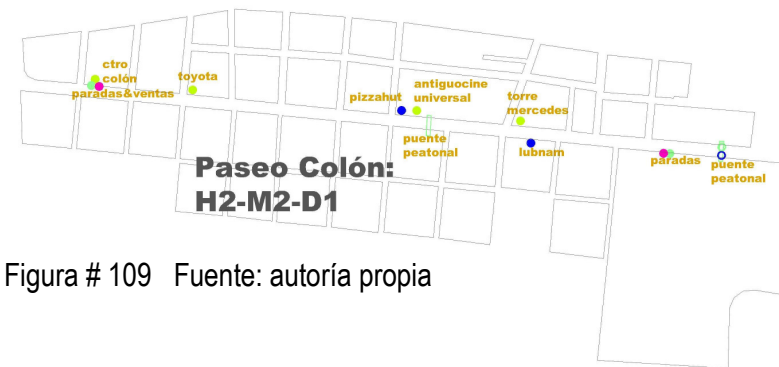 ctro
colón
paradas&ventas
toyota
pizzahut
antiguocine
universal
puente
peatonal
torre
mercedes
lubnam
paradas
puente
peatonal
Paseo Colón:
H2-M2-D1
Figura # 109 Fuente: autoría propia